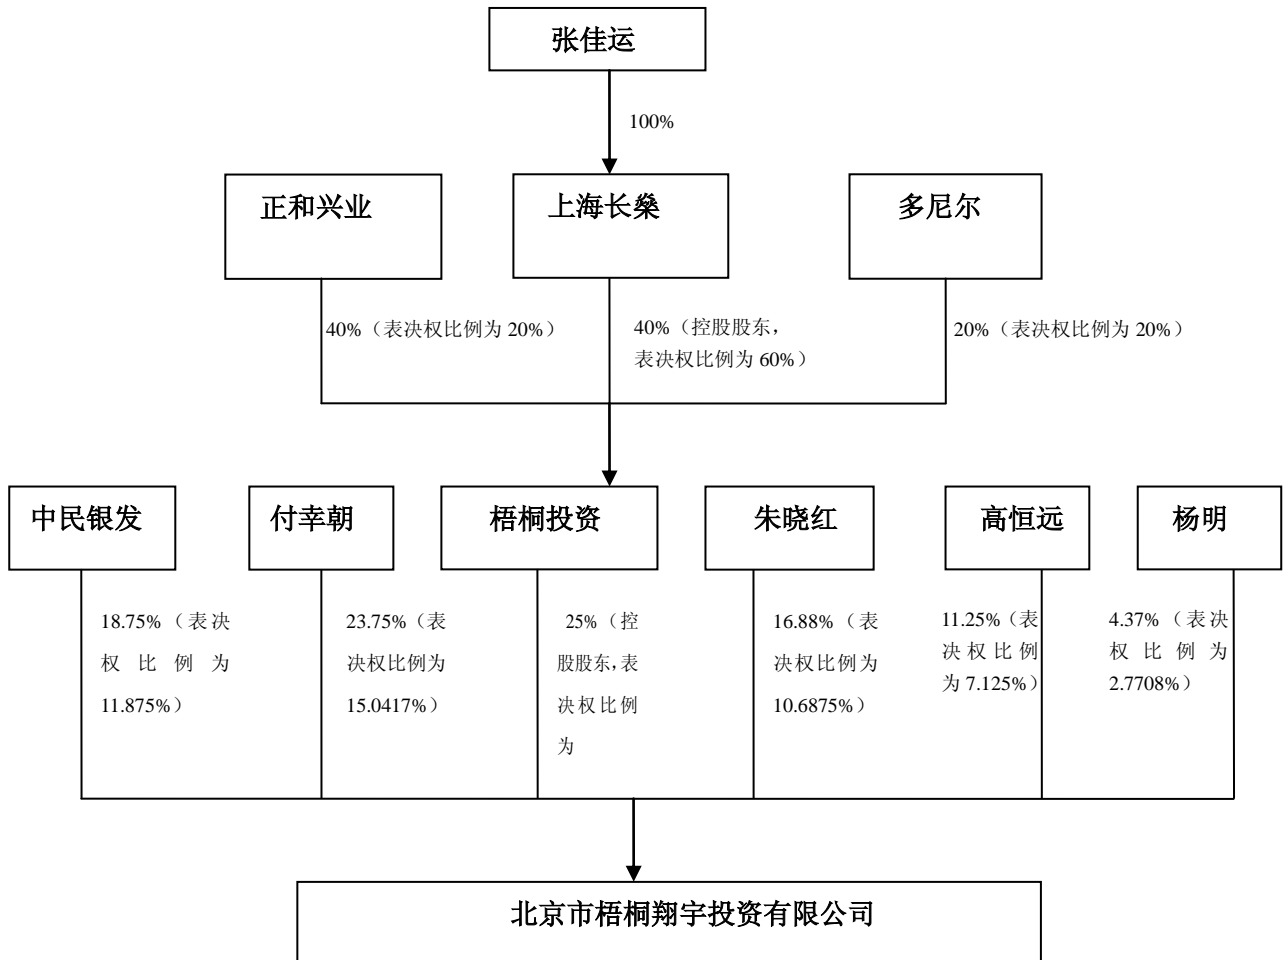 张佳运
100%
正和兴业
上海长燊
多尼尔
40%（表决权比例为 20%）
40%（控股股东，
表决权比例为 60%）
20%（表决权比例为 20%）
中民银发
付幸朝
梧桐投资
朱晓红
高恒远
杨明
18.75%（表决
权比例为
11.875%）
23.75%（表
决权比例为
15.0417%）
25%（控
股股东，表
决权比例
为
16.88%（表
决权比例为
10.6875%）
11.25%（表
决权比例
为 7.125%）
4.37%（表决
权比例为
2.7708%）
北京市梧桐翔宇投资有限公司